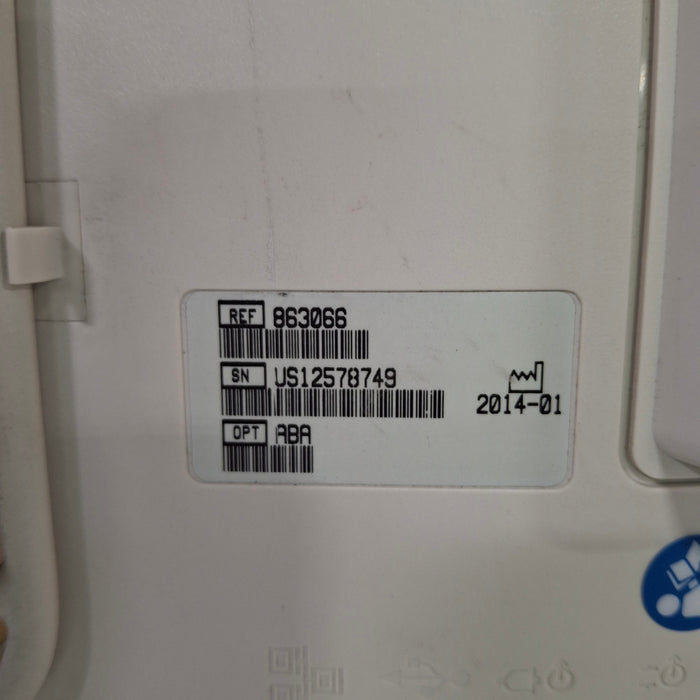 REF 863066
SN US12578749
2014-01
OPT ABA